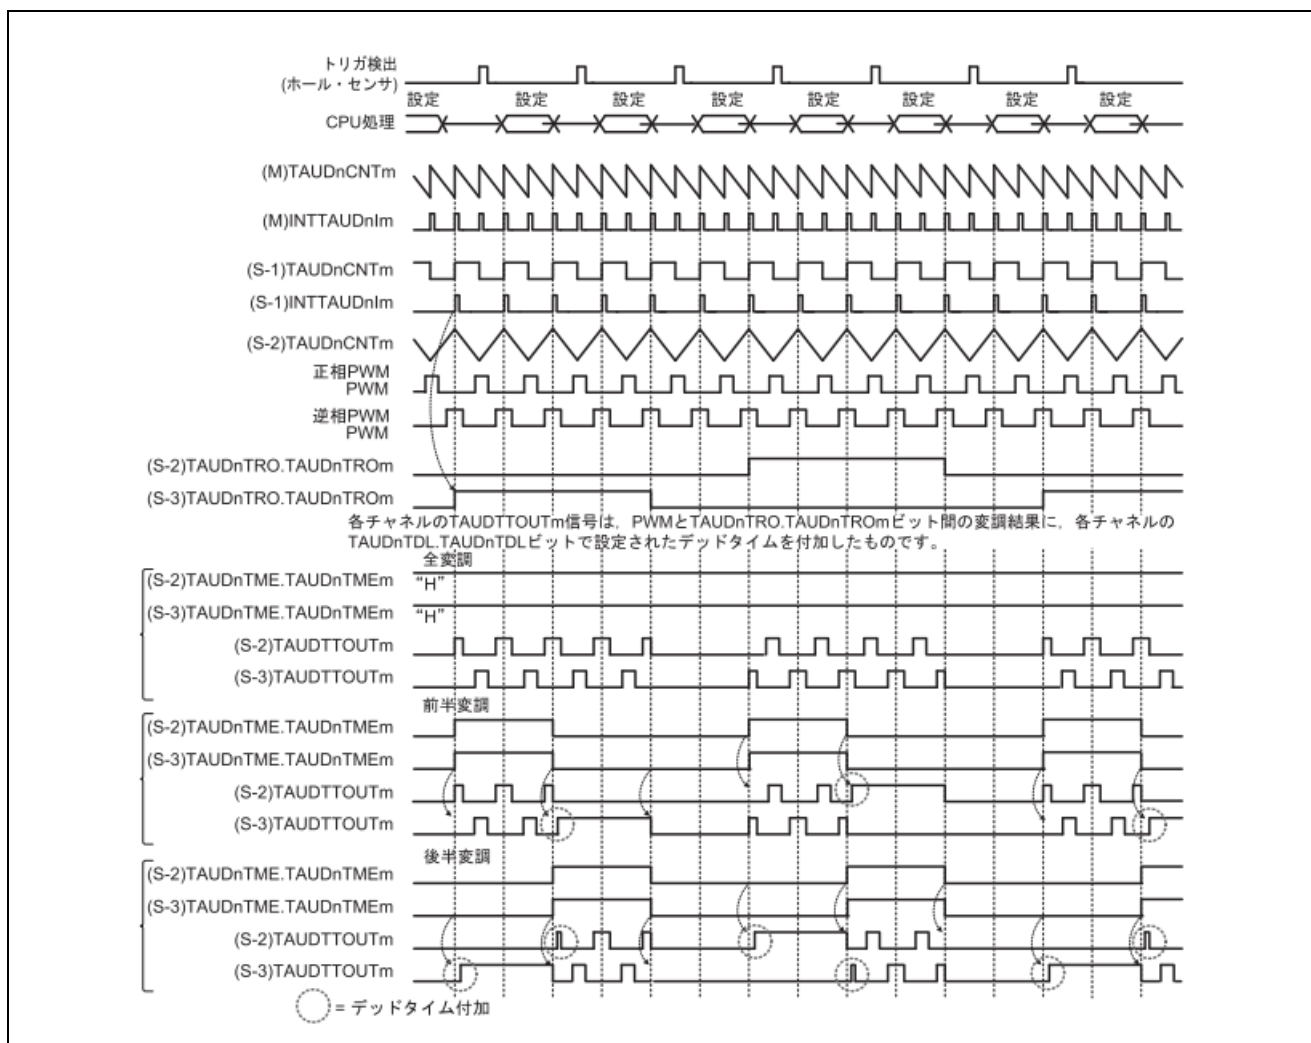 トリガ検出
(ホール・センサ)
設定 設定 設定 設定 設定 設定 設定 設定
CPU処理
(M)TAUDnCNTm
(M)INTTAUDnIm
(S-1)TAUDnCNTm
(S-1)INTTAUDnIm
(S-2)TAUDnCNTm
正相PWM
PWM
逆相PWM
PWM
(S-2)TAUDnTRO.TAUDnTROm
(S-3)TAUDnTRO.TAUDnTROm
各チャネルのTAUDTTOUTm信号は，PWMとTAUDnTRO.TAUDnTROmビット間の変調結果に，各チャネルの
TAUDnTDL.TAUDnTDLビットで設定されたデッドタイムを付加したものです。
全変調
(S-2)TAUDnTME.TAUDnTMEm “H”
(S-3)TAUDnTME.TAUDnTMEm “H”
(S-2)TAUDTTOUTm
(S-3)TAUDTTOUTm
前半変調
(S-2)TAUDnTME.TAUDnTMEm
(S-3)TAUDnTME.TAUDnTMEm
(S-2)TAUDTTOUTm
(S-3)TAUDTTOUTm
後半変調
(S-2)TAUDnTME.TAUDnTMEm
(S-3)TAUDnTME.TAUDnTMEm
(S-2)TAUDTTOUTm
(S-3)TAUDTTOUTm
= デッドタイム付加